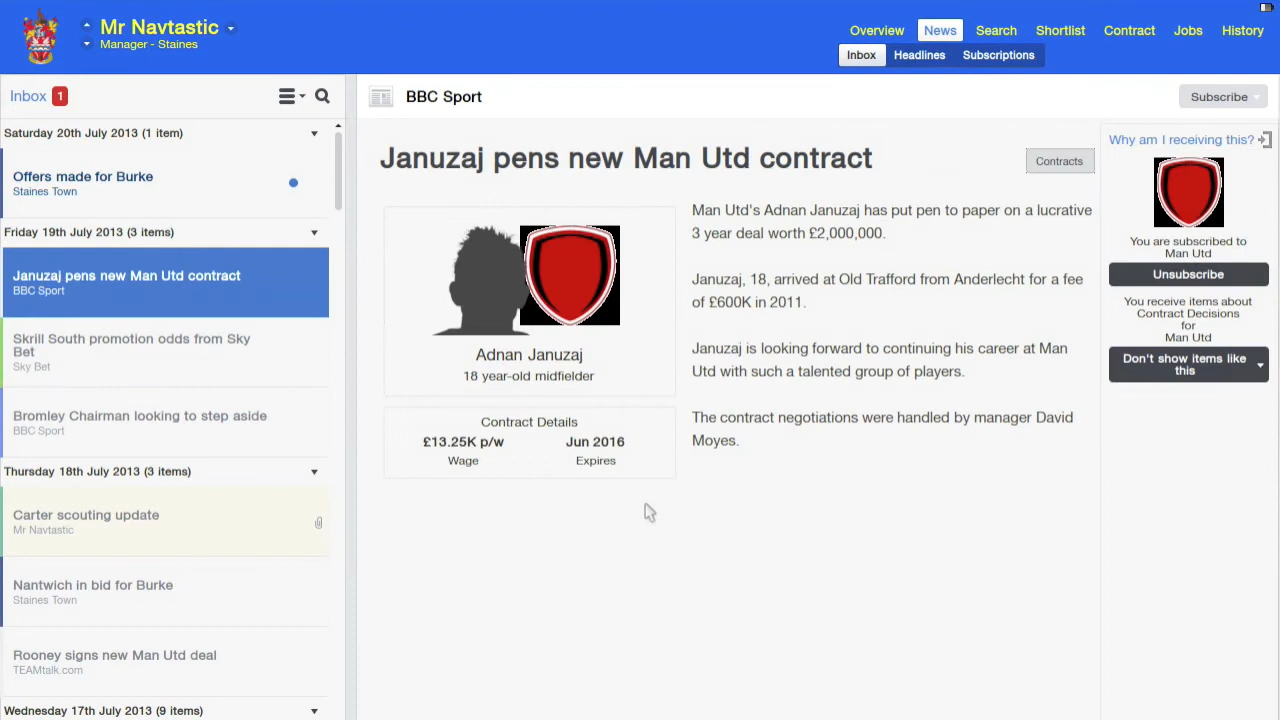 Mr Navtastic
Manager - Staines
Overview
News
Search
Shortlist
Contract
Jobs
History
Inbox
Headlines
Subscriptions
Inbox 1
Saturday 20th July 2013 (1 item)
Offers made for Burke
Staines Town
Friday 19th July 2013 (3 items)
Januzaj pens new Man Utd contract
BBC Sport
Skrill South promotion odds from Sky
Bet
Sky Bet
Bromley Chairman looking to step aside
BBC Sport
Thursday 18th July 2013 (3 items)
Carter scouting update
Mr Navtastic
Nantwich in bid for Burke
Staines Town
Rooney signs new Man Utd deal
TEAMtalk.com
Wednesday 17th July 2013 (9 items)
BBC Sport
Subscribe
Januzaj pens new Man Utd contract
Contracts
Adnan Januzaj
18 year-old midfielder
Contract Details
£13.25K p/w
Jun 2016
Wage
Expires
Man Utd's Adnan Januzaj has put pen to paper on a lucrative
3 year deal worth £2,000,000.
Januzaj, 18, arrived at Old Trafford from Anderlecht for a fee
of £600K in 2011.
Januzaj is looking forward to continuing his career at Man
Utd with such a talented group of players.
The contract negotiations were handled by manager David
Moyes.
Why am I receiving this?
You are subscribed to
Man Utd
Unsubscribe
You receive items about
Contract Decisions
for
Man Utd
Don't show items like
this